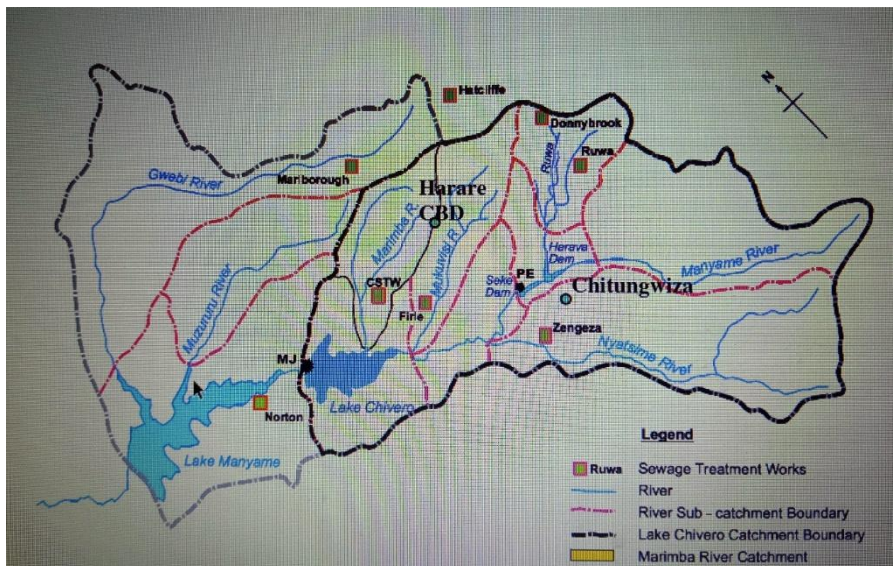 N
Hatcliffe
Donnybrook
Ruwa
Ruwa
Marlborough
Gwebi River
Harare
CBD
Marimba R.
Mukuvisi R.
Muzururu River
CSTW
Firle
Harava
Dam
Manyame River
PE
Seke
Dam
Chitungwiza
Zengeza
Nyatsime River
MJ
Norton
Lake Chivero
Lake Manyame
Legend
Ruwa Sewage Treatment Works
River
River Sub - catchment Boundary
Lake Chivero Catchment Boundary
Marimba River Catchment